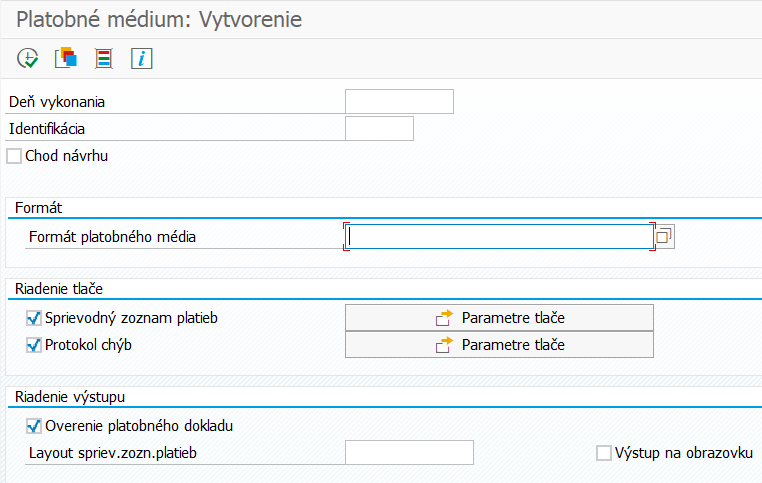 Platobné médium: Vytvorenie
Deň vykonania
Identifikácia
Chod návrhu
Formát
Formát platobného média
Riadenie tlače
Sprievodný zoznam platieb Parametre tlače
Protokol chýb Parametre tlače
Riadenie výstupu
Overenie platobného dokladu
Layout spriev.zozn.platieb Výstup na obrazovku